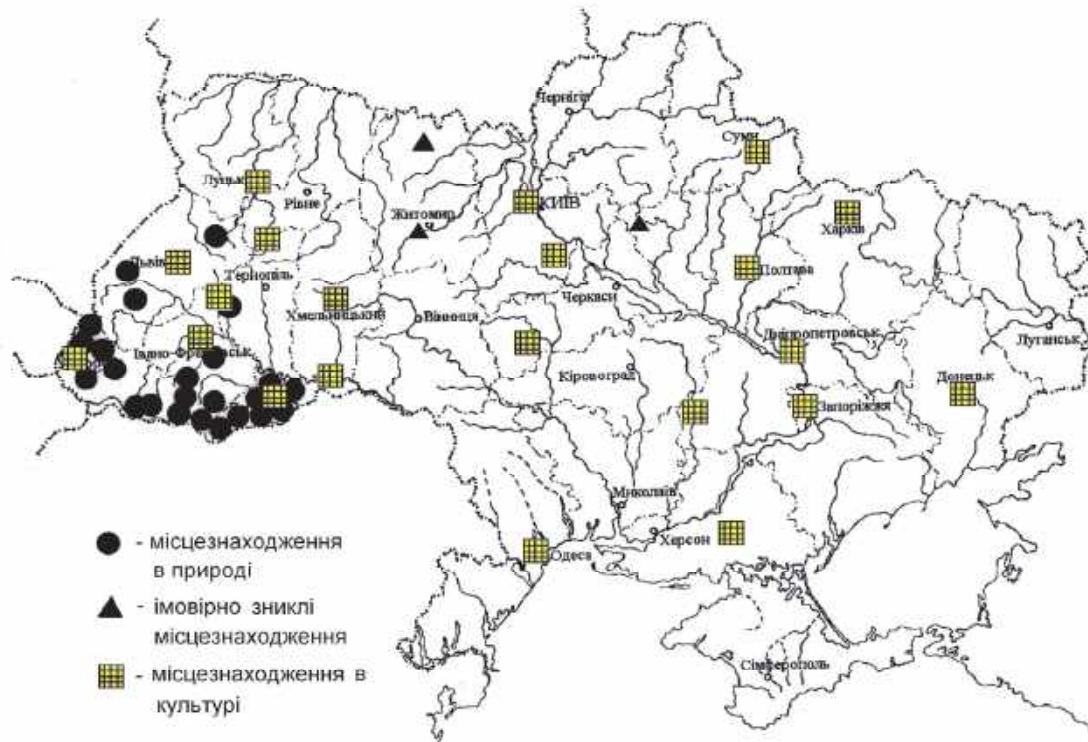 Чернігів
Суми
Луцьк
Рівне
Житомир
КИЇВ
Харків
Львів
Тернопіль
Полтава
Хмельницький
Вінниця
Черкаси
Івано-Франківськ
Дніпропетровськ
Луганськ
Кіровоград
Донецьк
Запоріжжя
Миколаїв
Херсон
Одеса
Сімферополь
- місцезнаходження
в природі
- імовірно зниклі
місцезнаходження
- місцезнаходження в
культурі